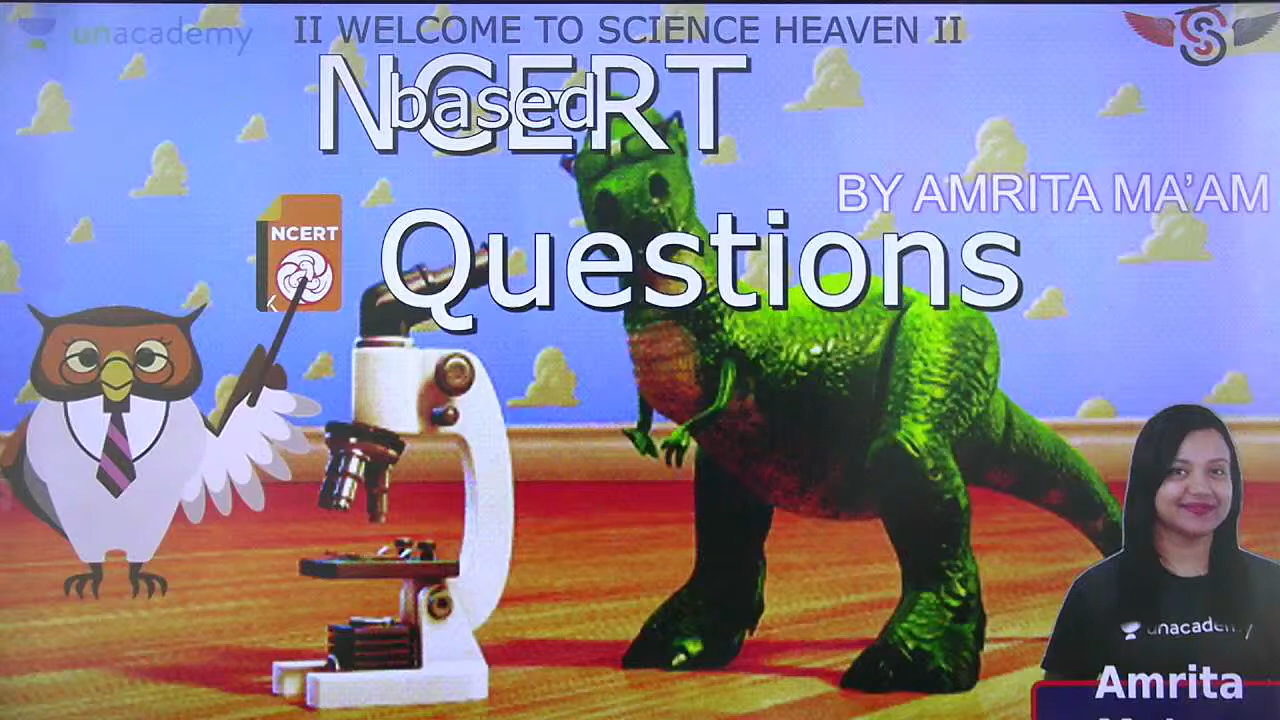 unacademy
II WELCOME TO SCIENCE HEAVEN II
NCERT
based
BY AMRITA MA'AM
NCERT
Questions
unacademy
Amrita